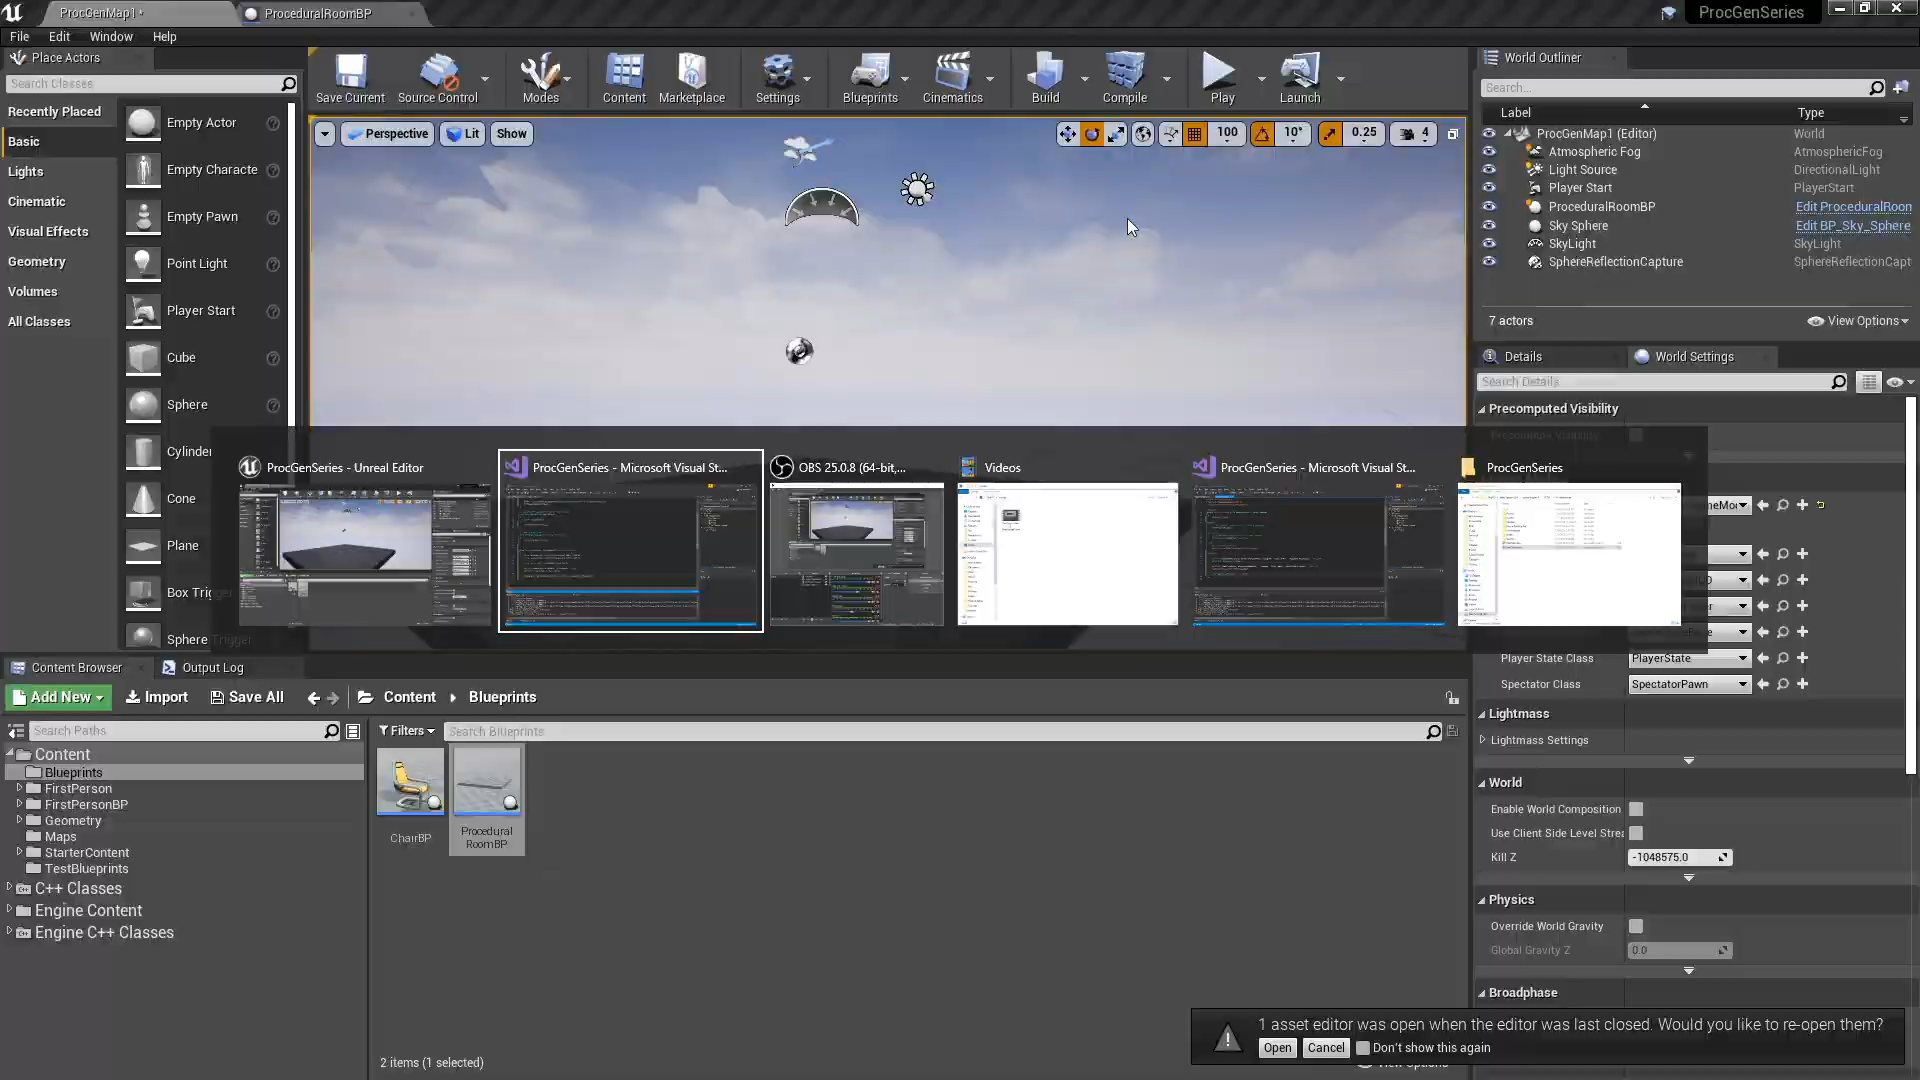 ProcGenMap1*
ProceduralRoomBP
ProcGenSeries
File Edit Window Help
Place Actors
Search Classes
Recently Placed
Basic
Lights
Cinematic
Visual Effects
Geometry
Volumes
All Classes
Empty Actor
Empty Characte
Empty Pawn
Point Light
Player Start
Cube
Sphere
Cylinder
Cone
Plane
Box Trigger
Sphere Trigger
Save Current
Source Control
Modes
Content
Marketplace
Settings
Blueprints
Cinematics
Build
Compile
Play
Launch
Perspective
Lit
Show
100
10°
0.25
4
World Outliner
Search...
Label
Type
ProcGenMap1 (Editor) World
Atmospheric Fog AtmosphericFog
Light Source DirectionalLight
Player Start PlayerStart
ProceduralRoomBP Edit ProceduralRoon
Sky Sphere Edit BP_Sky_Sphere
SkyLight SkyLight
SphereReflectionCapture SphereReflectionCapt
7 actors
View Options
Details
World Settings
Search Details
Precomputed Visibility
Precompute Visibility
ProcGenSeries - Unreal Editor
ProcGenSeries - Microsoft Visual St...
OBS 25.0.8 (64-bit,...
Videos
ProcGenSeries - Microsoft Visual St...
ProcGenSeries
Player State Class PlayerState
Spectator Class SpectatorPawn
Lightmass
Lightmass Settings
World
Enable World Composition
Use Client Side Level Strea
Kill Z -1048575.0
Physics
Override World Gravity
Global Gravity Z 0.0
Broadphase
Content Browser
Output Log
Add New
Import
Save All
Content
Blueprints
Search Paths
Filters
Search Blueprints
Content
Blueprints
FirstPerson
FirstPersonBP
Geometry
Maps
StarterContent
TestBlueprints
C++ Classes
Engine Content
Engine C++ Classes
ChairBP
Procedural
RoomBP
2 items (1 selected)
View Options
1 asset editor was open when the editor was last closed. Would you like to re-open them?
Open
Cancel
Don't show this again